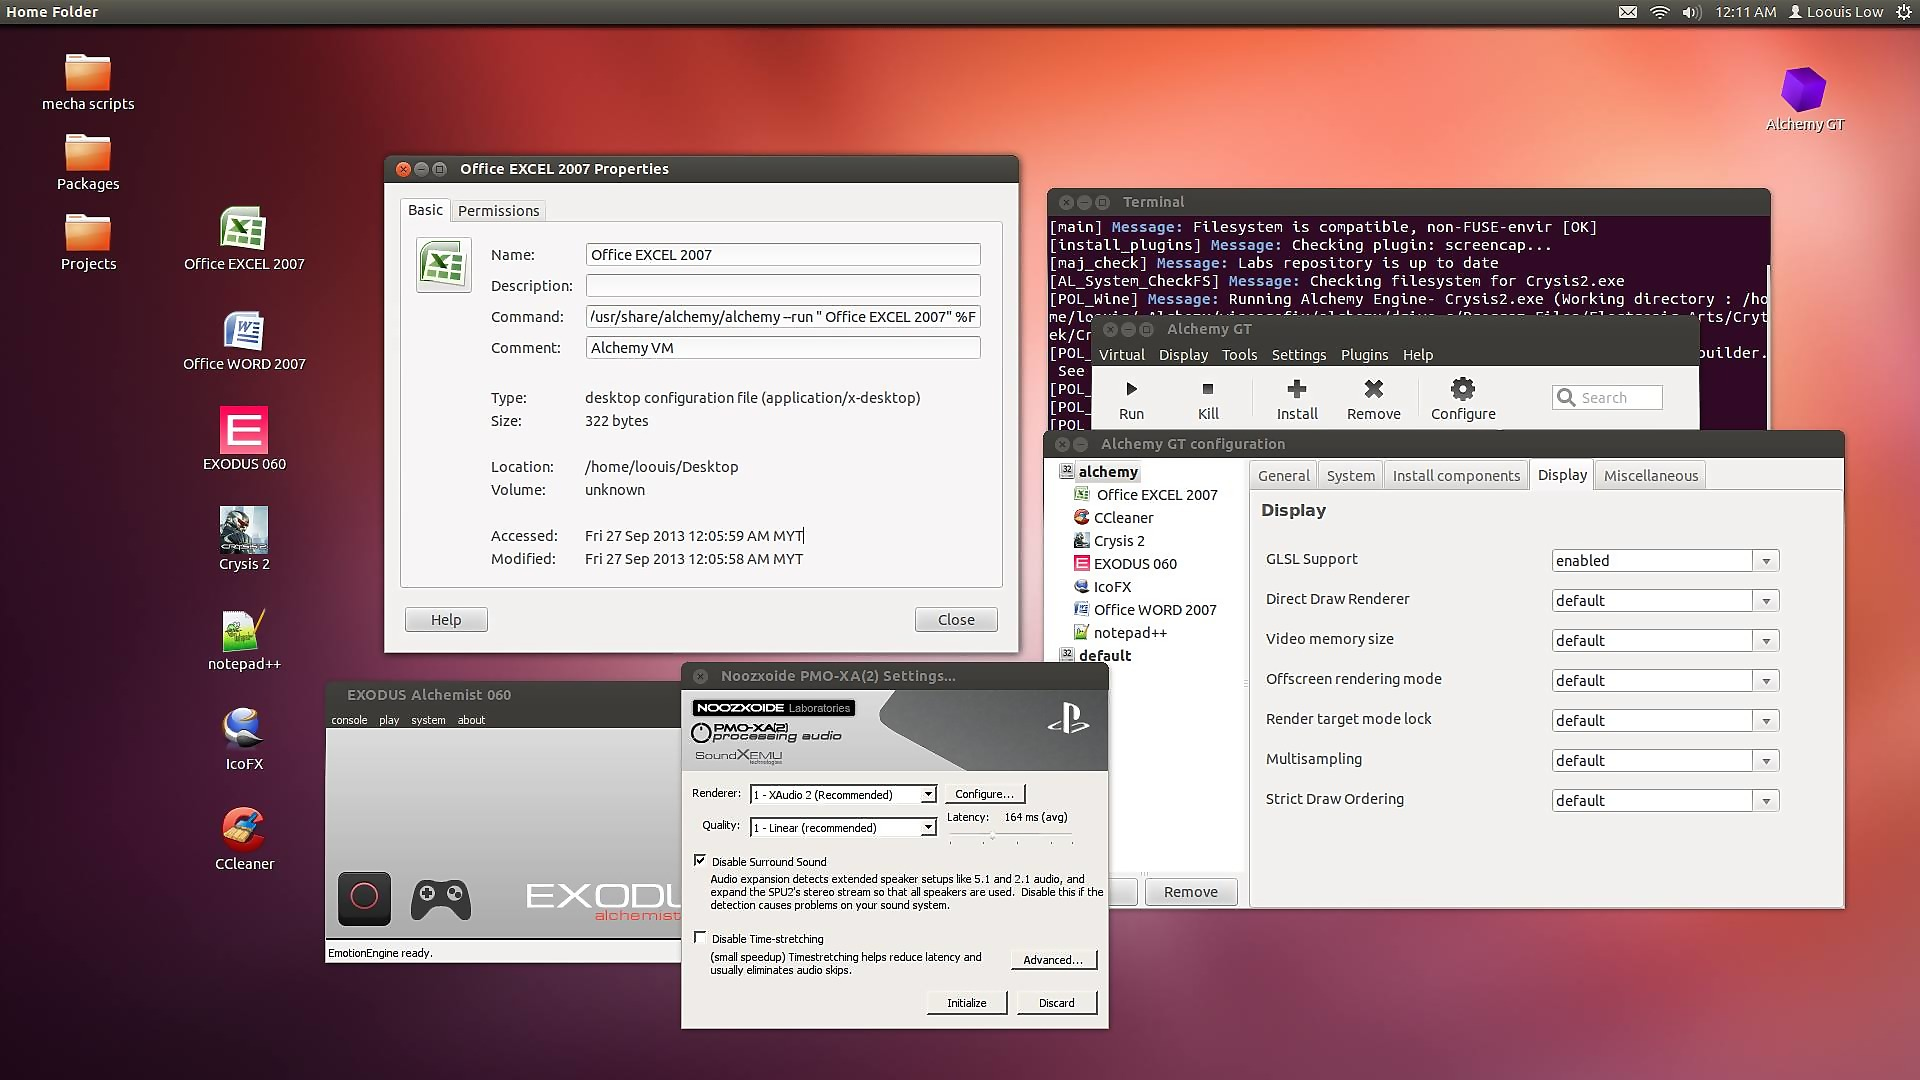 Home Folder
12:11 AM
Loouis Low
mecha scripts
Packages
Projects
Office EXCEL 2007
Office WORD 2007
EXODUS 060
CRYSIS 2
Crysis 2
notepad++
IcoFX
CCleaner
Alchemy GT
Office EXCEL 2007 Properties
Basic
Permissions
Name:
Office EXCEL 2007
Description:
Command:
/usr/share/alchemy/alchemy --run " Office EXCEL 2007" %F
Comment:
Alchemy VM
Type:
desktop configuration file (application/x-desktop)
Size:
322 bytes
Location:
/home/loouis/Desktop
Volume:
unknown
Accessed:
Fri 27 Sep 2013 12:05:59 AM MYT
Modified:
Fri 27 Sep 2013 12:05:58 AM MYT
Help
Close
Terminal
[main] Message: Filesystem is compatible, non-FUSE-envir [OK]
[install_plugins] Message: Checking plugin: screencap...
[maj_check] Message: Labs repository is up to date
[AL_System_CheckFS] Message: Checking filesystem for Crysis2.exe
[POL_Wine] Message: Running Alchemy Engine- Crysis2.exe (Working directory : /ho
Arts/Cryt
ek/Cr
[POL_
builder.
See
[POL_
[POL_
[POL_
Alchemy GT
Virtual
Display
Tools
Settings
Plugins
Help
Run
Kill
Install
Remove
Configure
Search
Alchemy GT configuration
32 alchemy
Office EXCEL 2007
CCleaner
Crysis 2
EXODUS 060
IcoFX
Office WORD 2007
notepad++
32 default
Remove
General
System
Install components
Display
Miscellaneous
Display
GLSL Support
enabled
Direct Draw Renderer
default
Video memory size
default
Offscreen rendering mode
default
Render target mode lock
default
Multisampling
default
Strict Draw Ordering
default
EXODUS Alchemist 060
console
play
system
about
EXODU
alchemist
EmotionEngine ready.
Noozxoide PMO-XA(2) Settings...
NOOZXOIDE Laboratories
PMO-XA(2)
processing audio
SoundXEMU
technologies
Renderer:
1 - XAudio 2 (Recommended)
Configure...
Quality:
1 - Linear (recommended)
Latency:
164 ms (avg)
Disable Surround Sound
Audio expansion detects extended speaker setups like 5.1 and 2.1 audio, and
expand the SPU2's stereo stream so that all speakers are used. Disable this if the
detection causes problems on your sound system.
Disable Time-stretching
(small speedup) Timestretching helps reduce latency and
usually eliminates audio skips.
Advanced...
Initialize
Discard